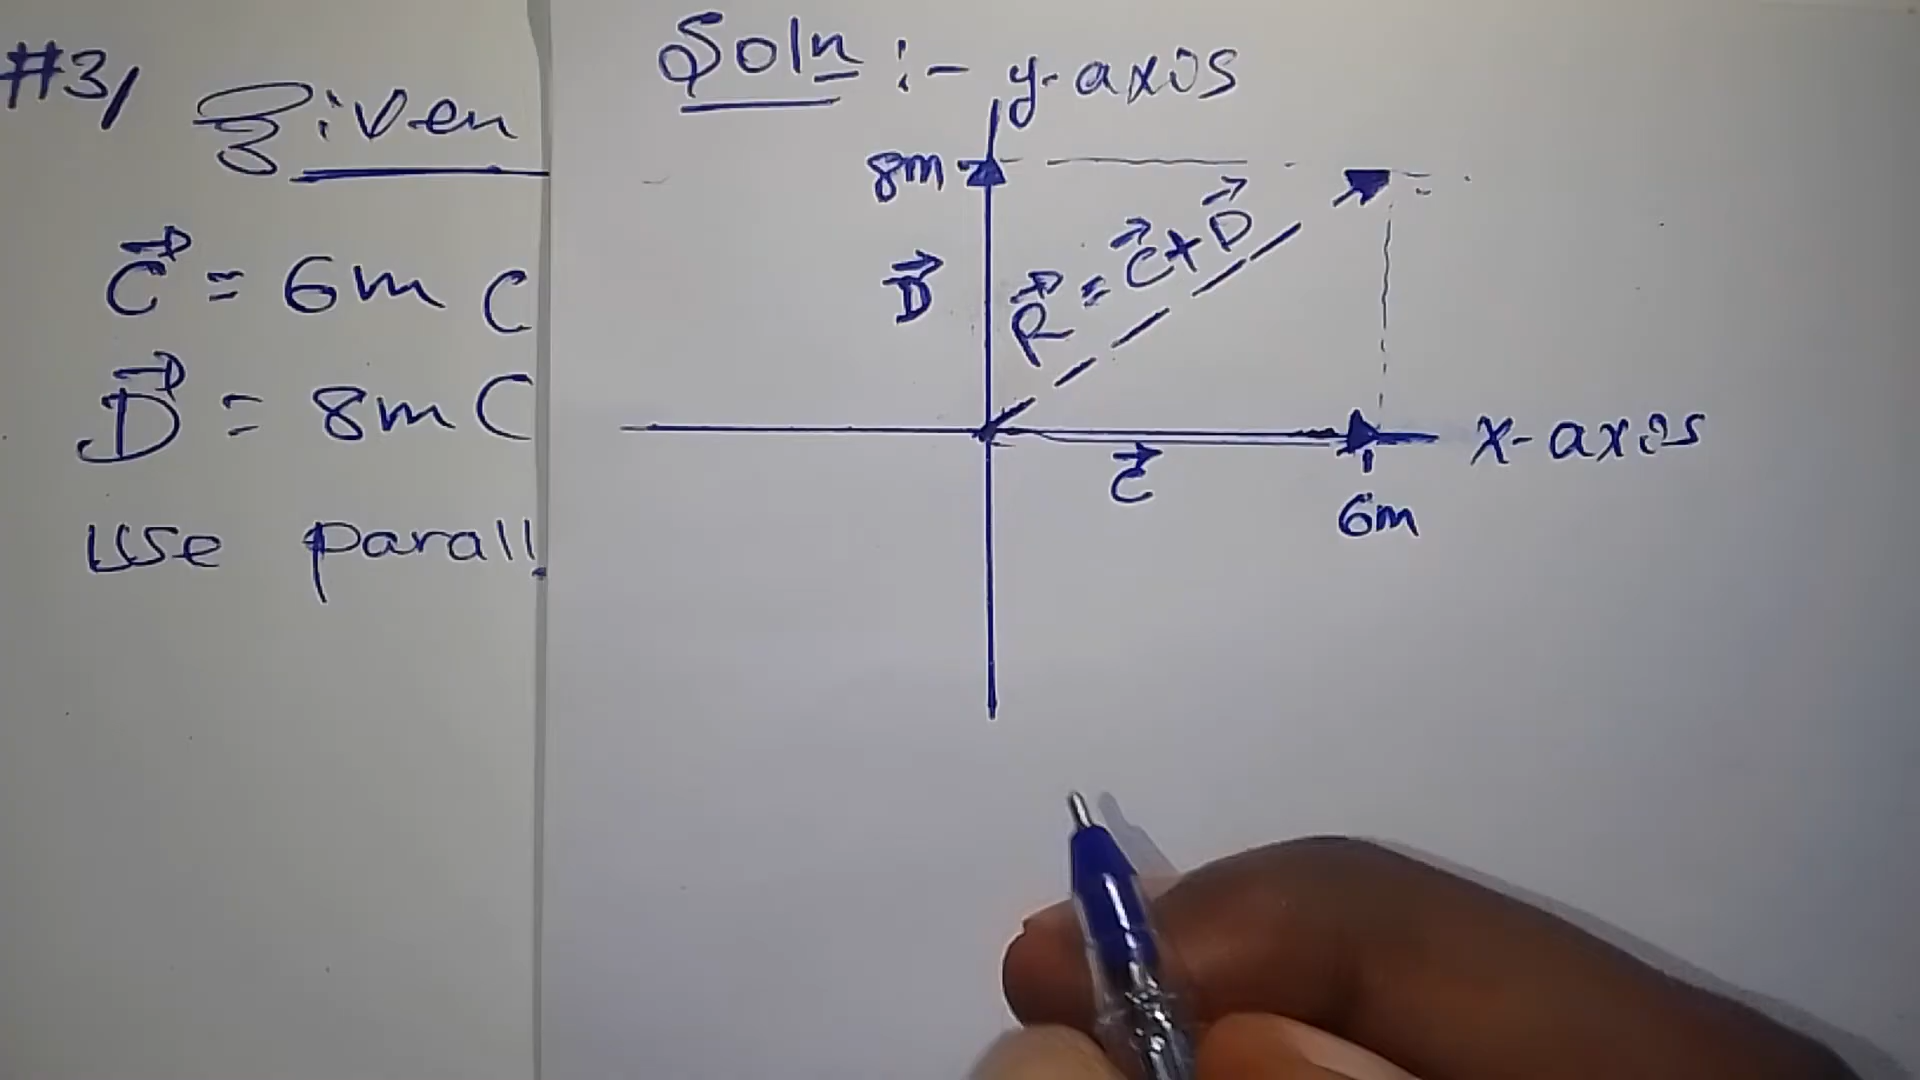 #3/ Given
C⃗ = 6m C
D⃗ = 8m C
Use parall
Soln :-
y-axis
8m
D⃗
R⃗ = C⃗+D⃗
x-axis
C⃗
6m